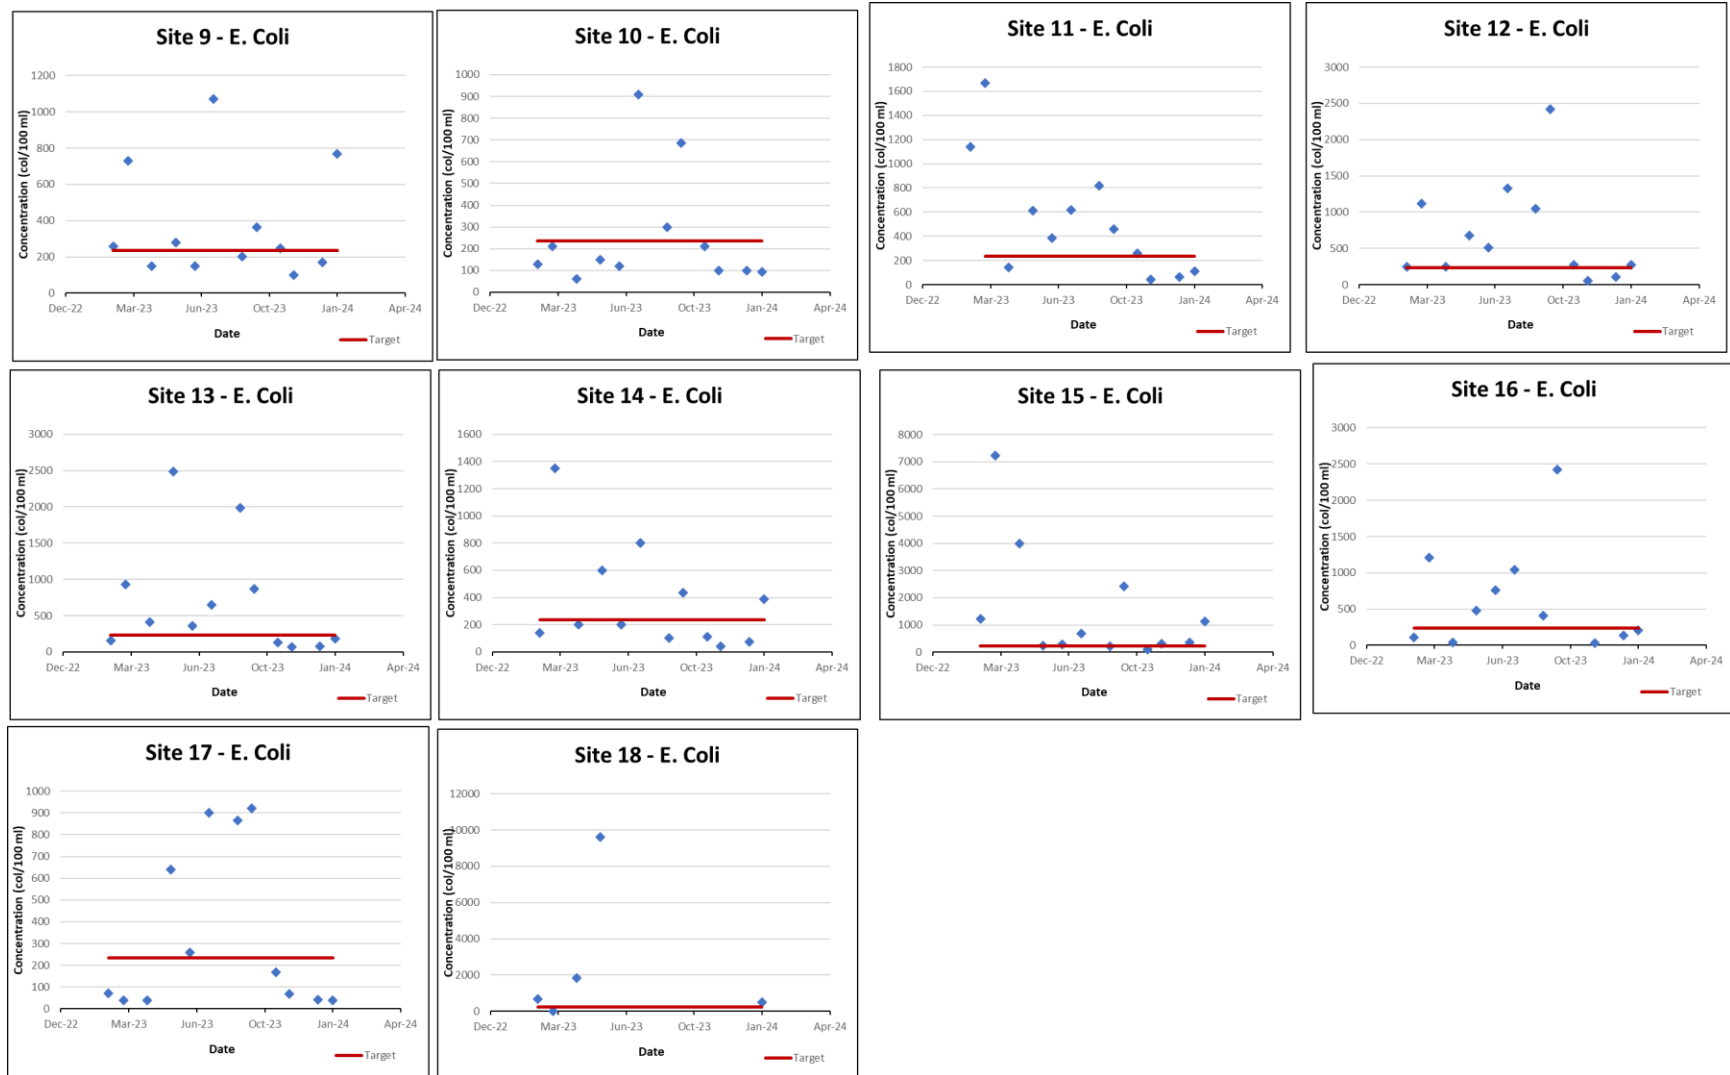 Site 9 - E. Coli
Concentration (col/100 ml)
1200
1000
800
600
400
200
0
Dec-22 Mar-23 Jun-23 Oct-23 Jan-24 Apr-24
Date
Target
Site 10 - E. Coli
Concentration (col/100 ml)
1000
900
800
700
600
500
400
300
200
100
0
Dec-22 Mar-23 Jun-23 Oct-23 Jan-24 Apr-24
Date
Target
Site 11 - E. Coli
Concentration (col/100 ml)
1800
1600
1400
1200
1000
800
600
400
200
0
Dec-22 Mar-23 Jun-23 Oct-23 Jan-24 Apr-24
Date
Target
Site 12 - E. Coli
Concentration (col/100 ml)
3000
2500
2000
1500
1000
500
0
Dec-22 Mar-23 Jun-23 Oct-23 Jan-24 Apr-24
Date
Target
Site 13 - E. Coli
Concentration (col/100 ml)
3000
2500
2000
1500
1000
500
0
Dec-22 Mar-23 Jun-23 Oct-23 Jan-24 Apr-24
Date
Target
Site 14 - E. Coli
Concentration (col/100 ml)
1600
1400
1200
1000
800
600
400
200
0
Dec-22 Mar-23 Jun-23 Oct-23 Jan-24 Apr-24
Date
Target
Site 15 - E. Coli
Concentration (col/100 ml)
8000
7000
6000
5000
4000
3000
2000
1000
0
Dec-22 Mar-23 Jun-23 Oct-23 Jan-24 Apr-24
Date
Target
Site 16 - E. Coli
Concentration (col/100 ml)
3000
2500
2000
1500
1000
500
0
Dec-22 Mar-23 Jun-23 Oct-23 Jan-24 Apr-24
Date
Target
Site 17 - E. Coli
Concentration (col/100 ml)
1000
900
800
700
600
500
400
300
200
100
0
Dec-22 Mar-23 Jun-23 Oct-23 Jan-24 Apr-24
Date
Target
Site 18 - E. Coli
Concentration (col/100 ml)
12000
10000
8000
6000
4000
2000
0
Dec-22 Mar-23 Jun-23 Oct-23 Jan-24 Apr-24
Date
Target